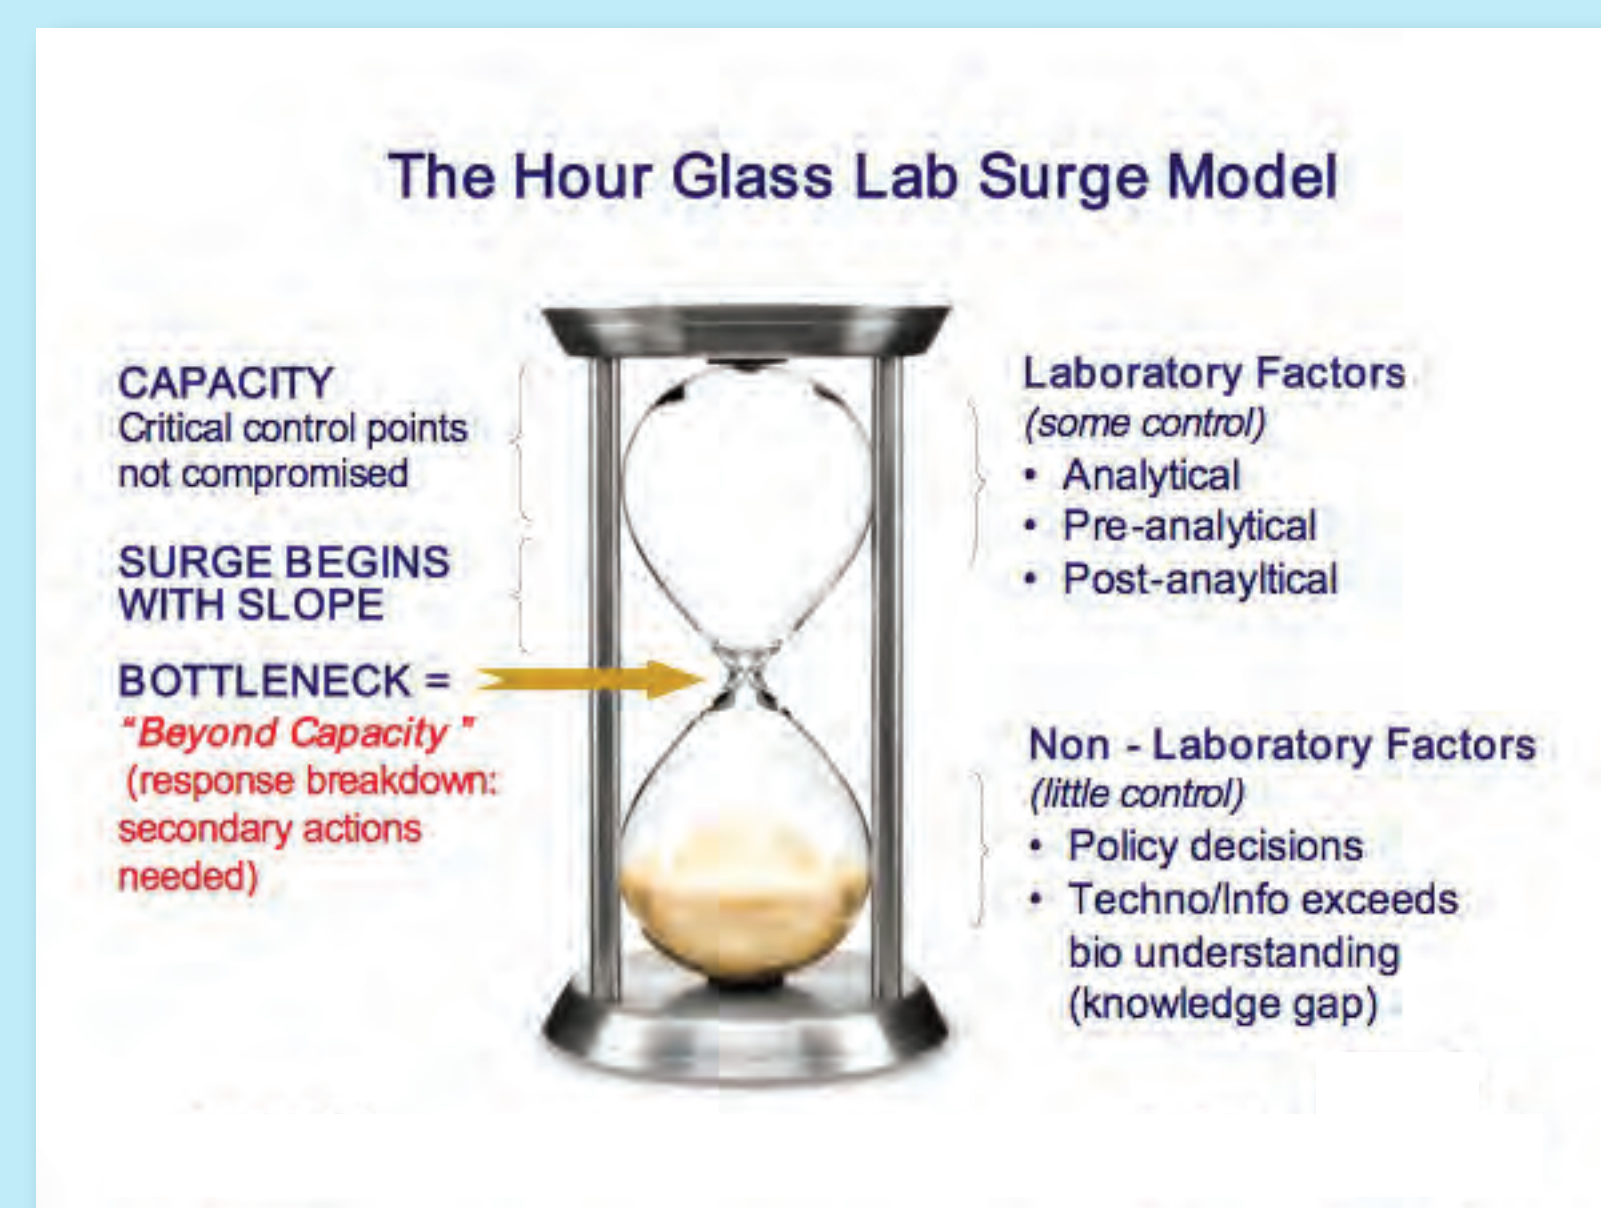 The Hour Glass Lab Surge Model
CAPACITY
Critical control points
not compromised
SURGE BEGINS
WITH SLOPE
BOTTLENECK =
"Beyond Capacity "
(response breakdown:
secondary actions
needed)
Laboratory Factors
(some control)
• Analytical
• Pre-analytical
• Post-anayltical
Non - Laboratory Factors
(little control)
• Policy decisions
• Techno/Info exceeds
bio understanding
(knowledge gap)